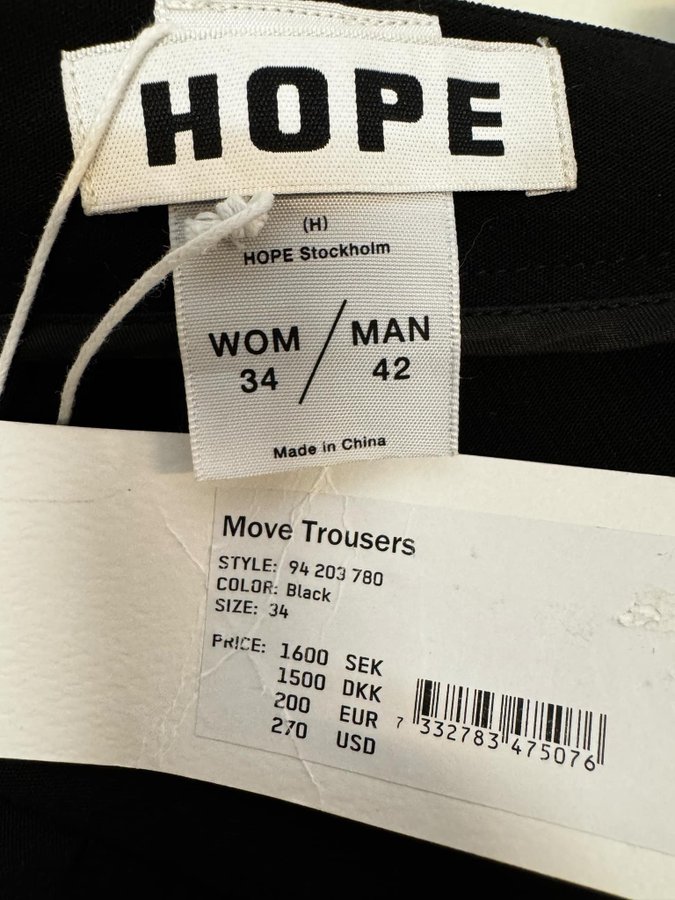 HOPE
(H)
HOPE Stockholm
WOM / MAN
34 42
Made in China
Move Trousers
STYLE: 94 203 780
COLOR: Black
SIZE: 34
PRICE: 1600 SEK
1500 DKK
200 EUR
270 USD
7 332783 475076